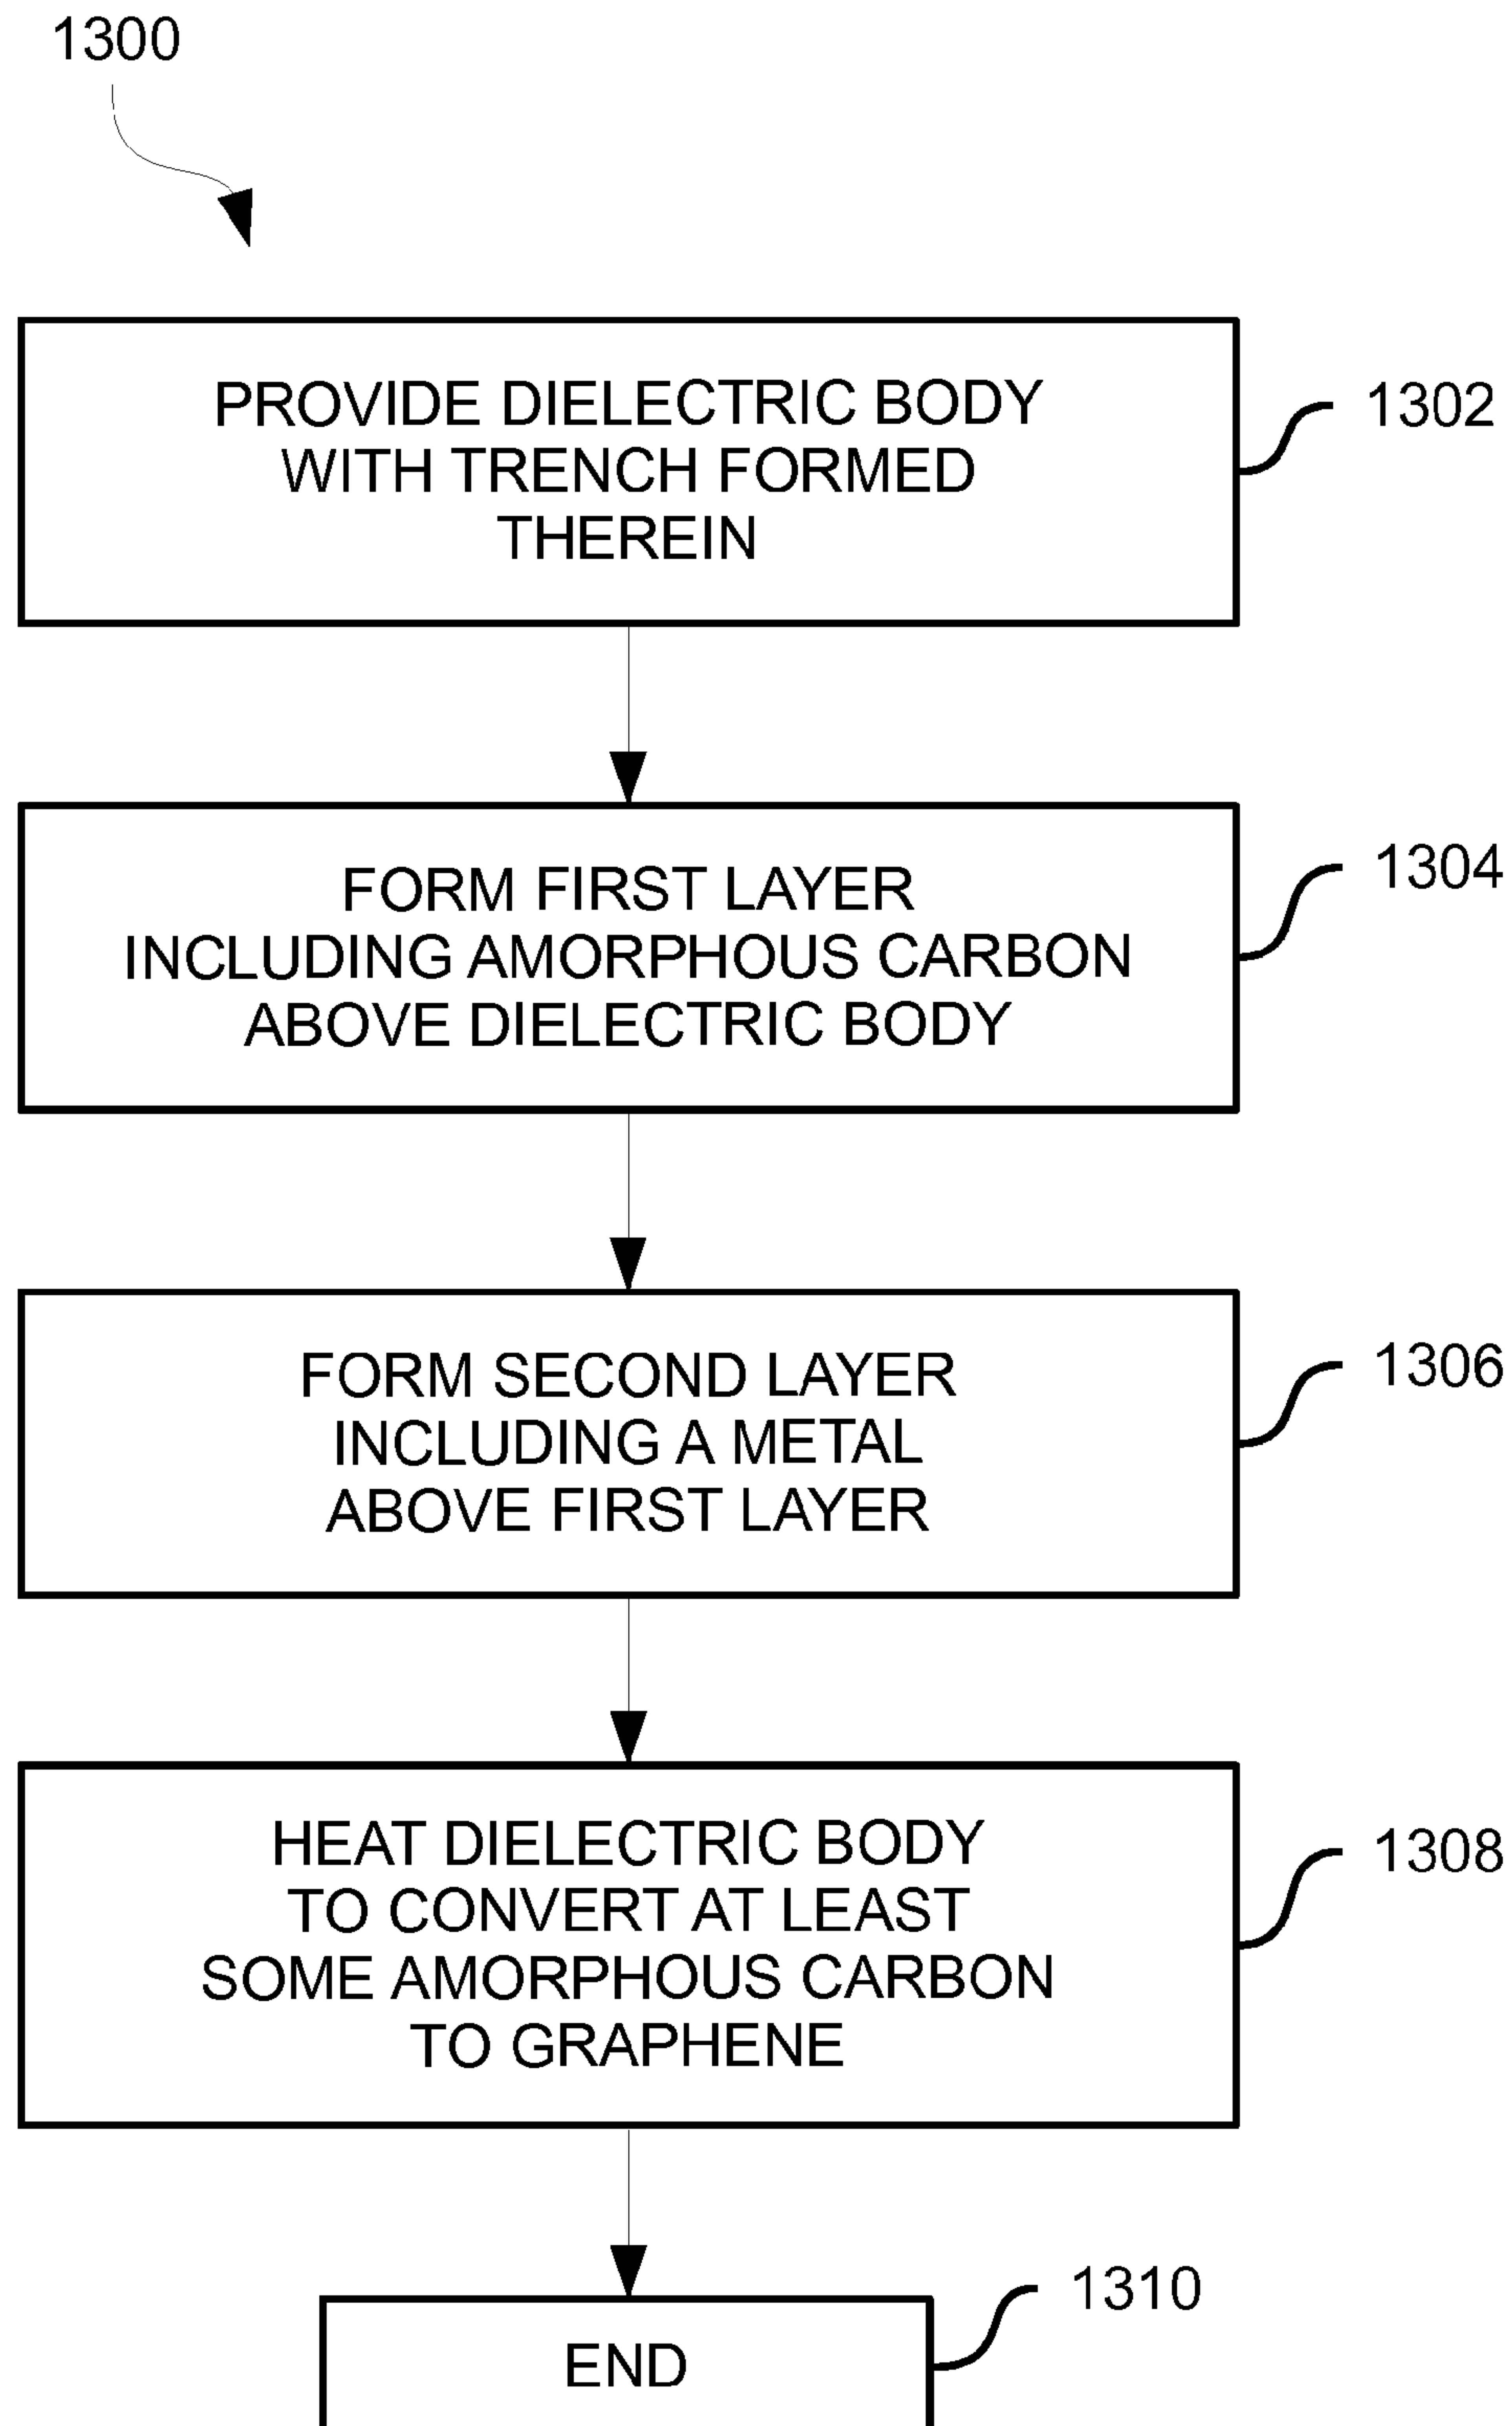 1300
PROVIDE DIELECTRIC BODY
WITH TRENCH FORMED
THEREIN
1302
FORM FIRST LAYER
INCLUDING AMORPHOUS CARBON
ABOVE DIELECTRIC BODY
1304
FORM SECOND LAYER
INCLUDING A METAL
ABOVE FIRST LAYER
1306
HEAT DIELECTRIC BODY
TO CONVERT AT LEAST
SOME AMORPHOUS CARBON
TO GRAPHENE
1308
END
1310